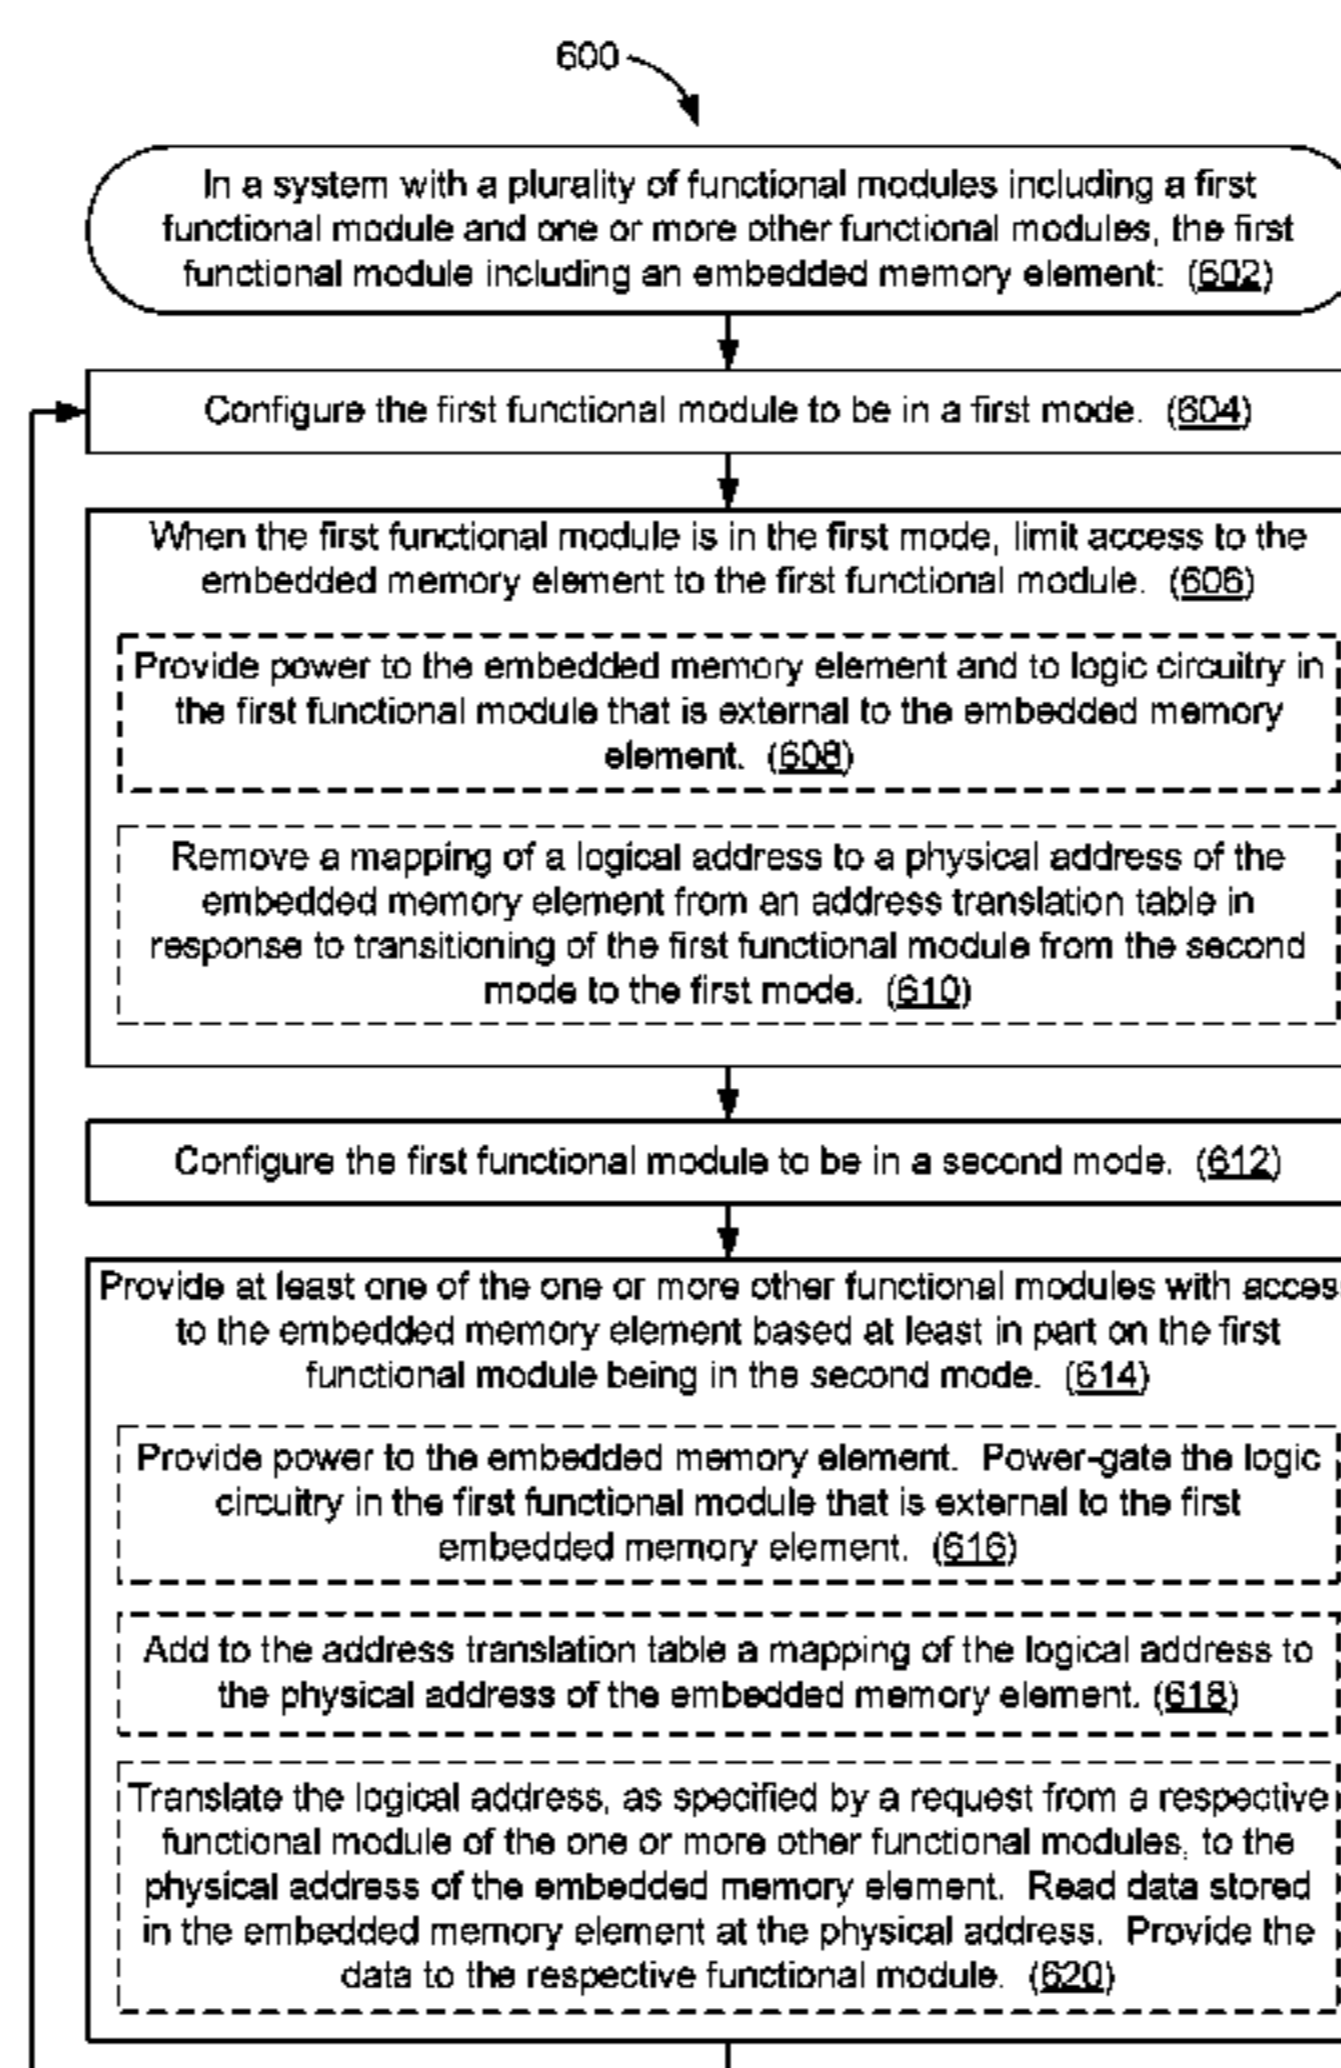 600
In a system with a plurality of functional modules including a first
functional module and one or more other functional modules, the first
functional module including an embedded memory element: (602)
Configure the first functional module to be in a first mode. (604)
When the first functional module is in the first mode, limit access to the
embedded memory element to the first functional module. (606)
Provide power to the embedded memory element and to logic circuitry in
the first functional module that is external to the embedded memory
element. (608)
Remove a mapping of a logical address to a physical address of the
embedded memory element from an address translation table in
response to transitioning of the first functional module from the second
mode to the first mode. (610)
Configure the first functional module to be in a second mode. (612)
Provide at least one of the one or more other functional modules with acces
to the embedded memory element based at least in part on the first
functional module being in the second mode. (614)
Provide power to the embedded memory element. Power-gate the logic
circuitry in the first functional module that is external to the first
embedded memory element. (616)
Add to the address translation table a mapping of the logical address to
the physical address of the embedded memory element. (618)
Translate the logical address, as specified by a request from a respective
functional module of the one or more other functional modules, to the
physical address of the embedded memory element. Read data stored
in the embedded memory element at the physical address. Provide the
data to the respective functional module. (620)